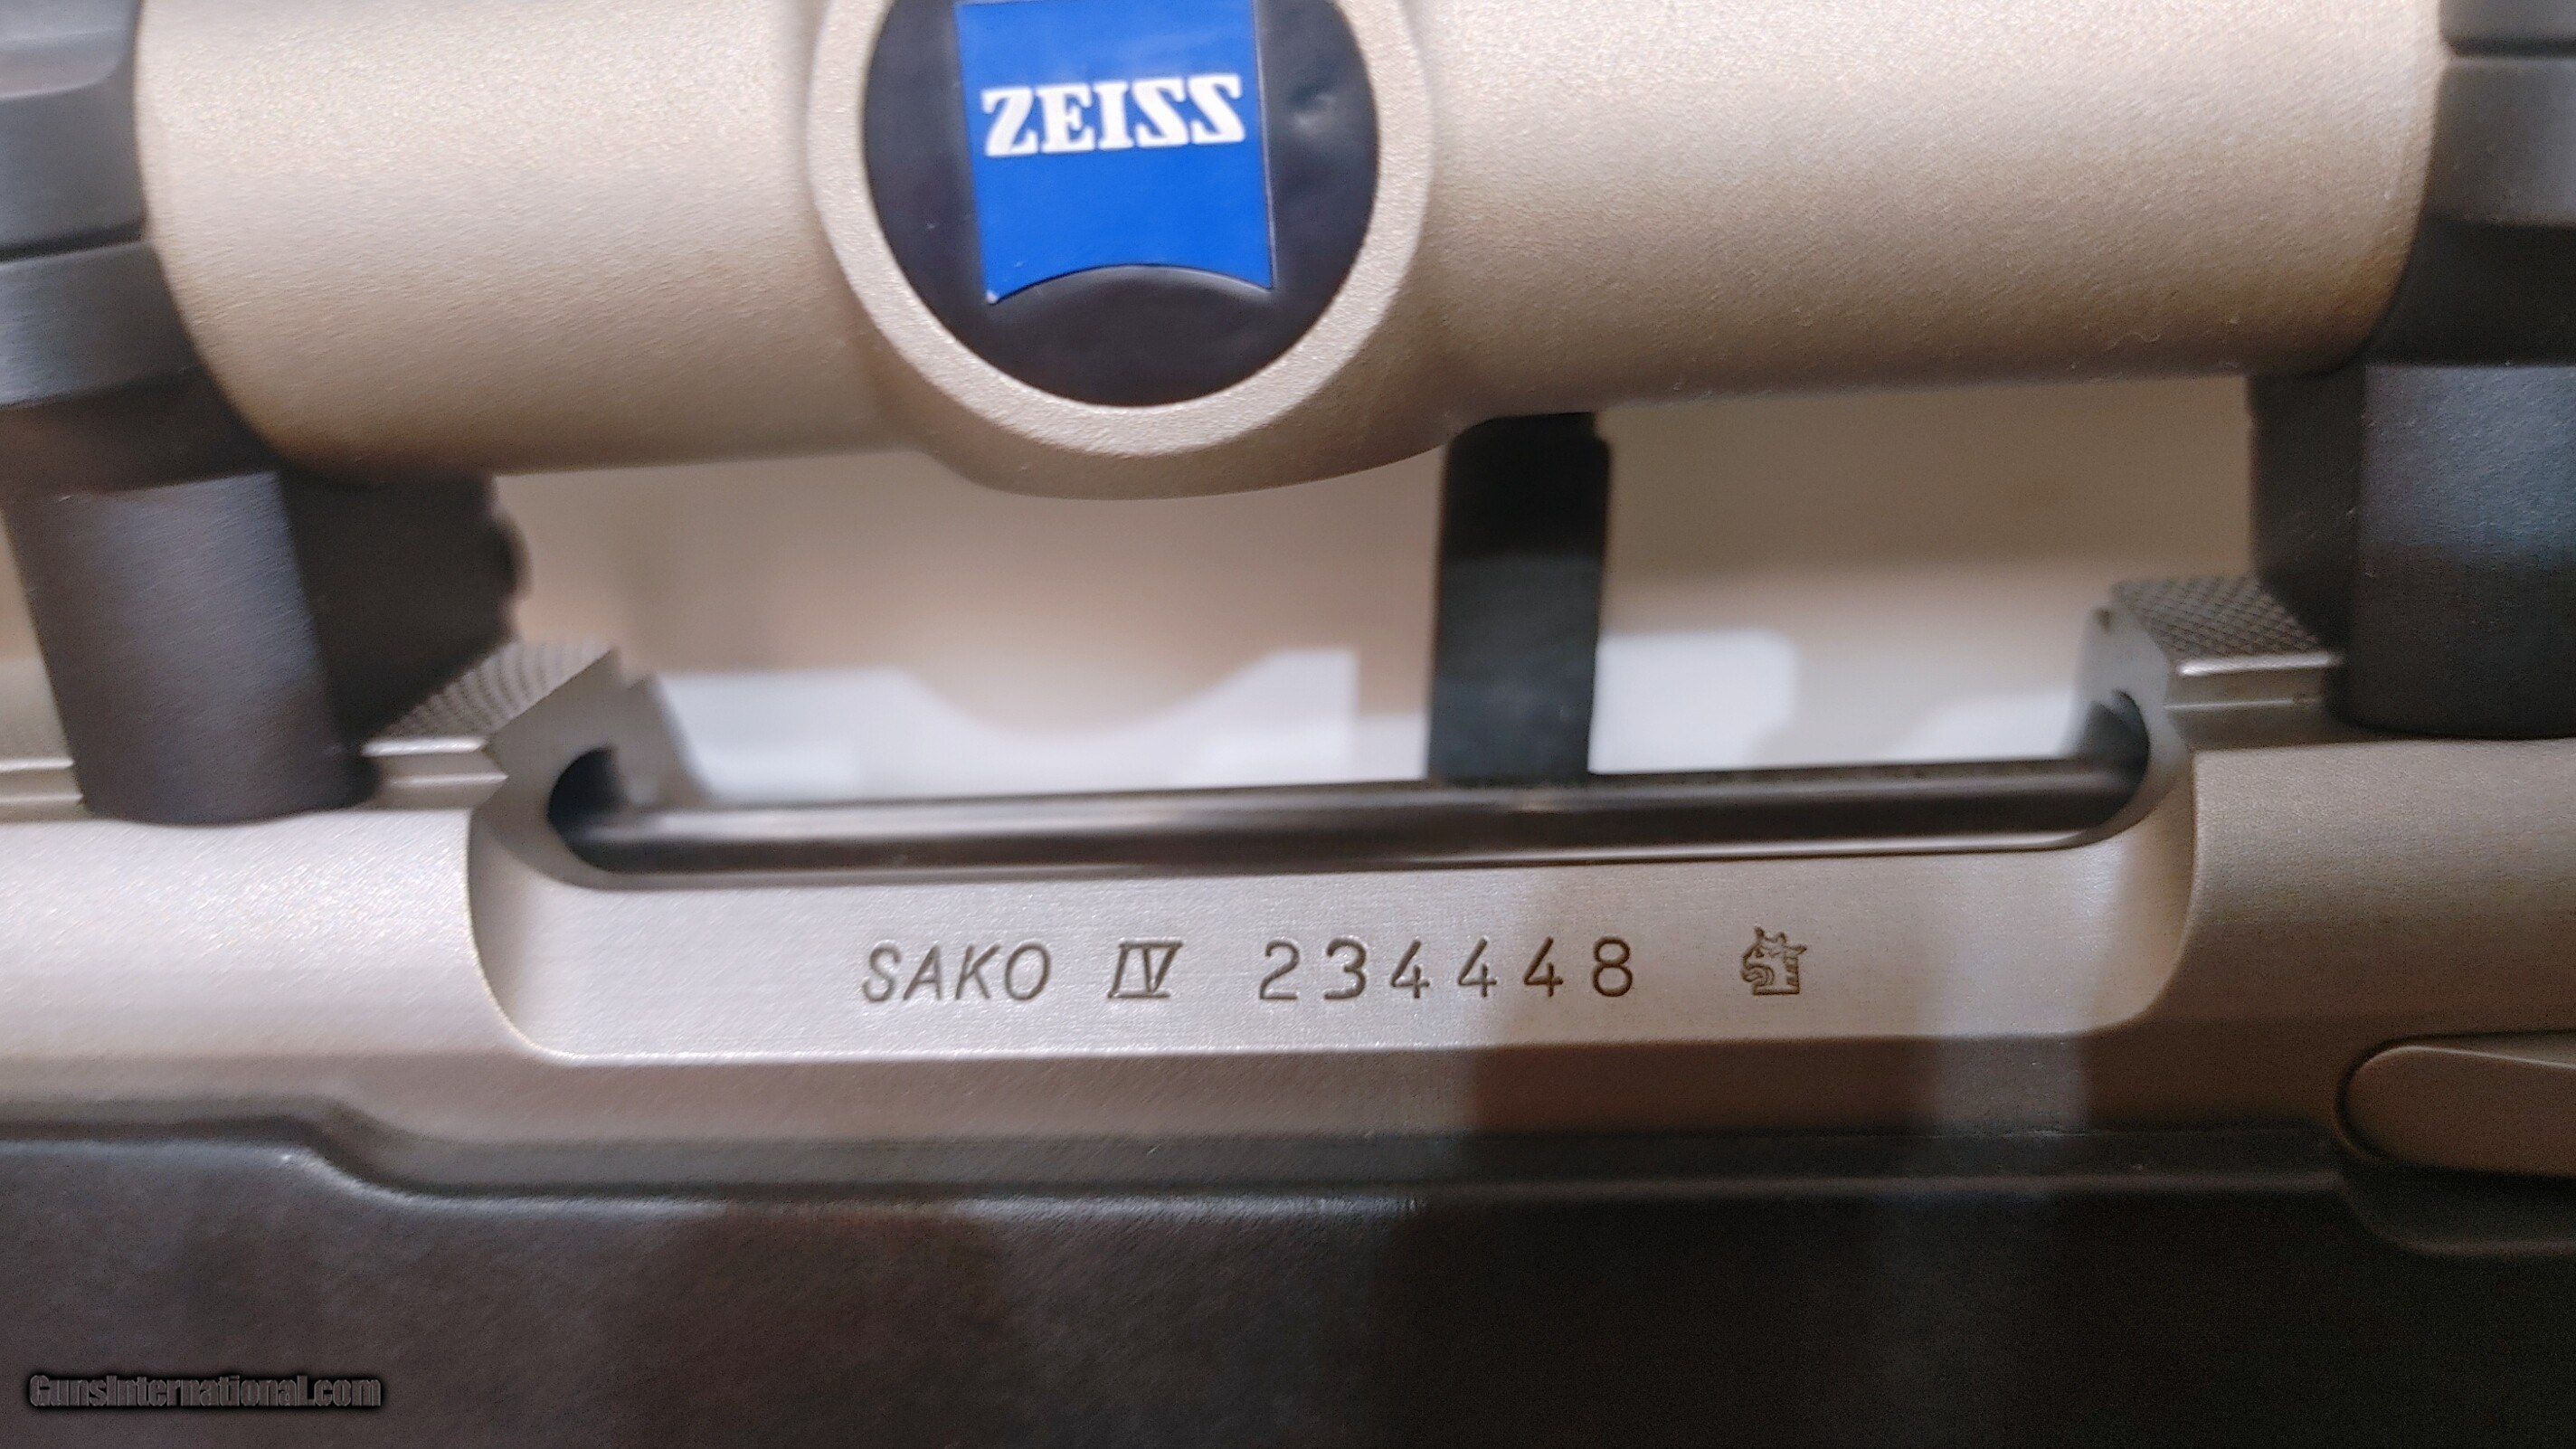 ZEISS
SAKO IV 234448
GunsInternational.com